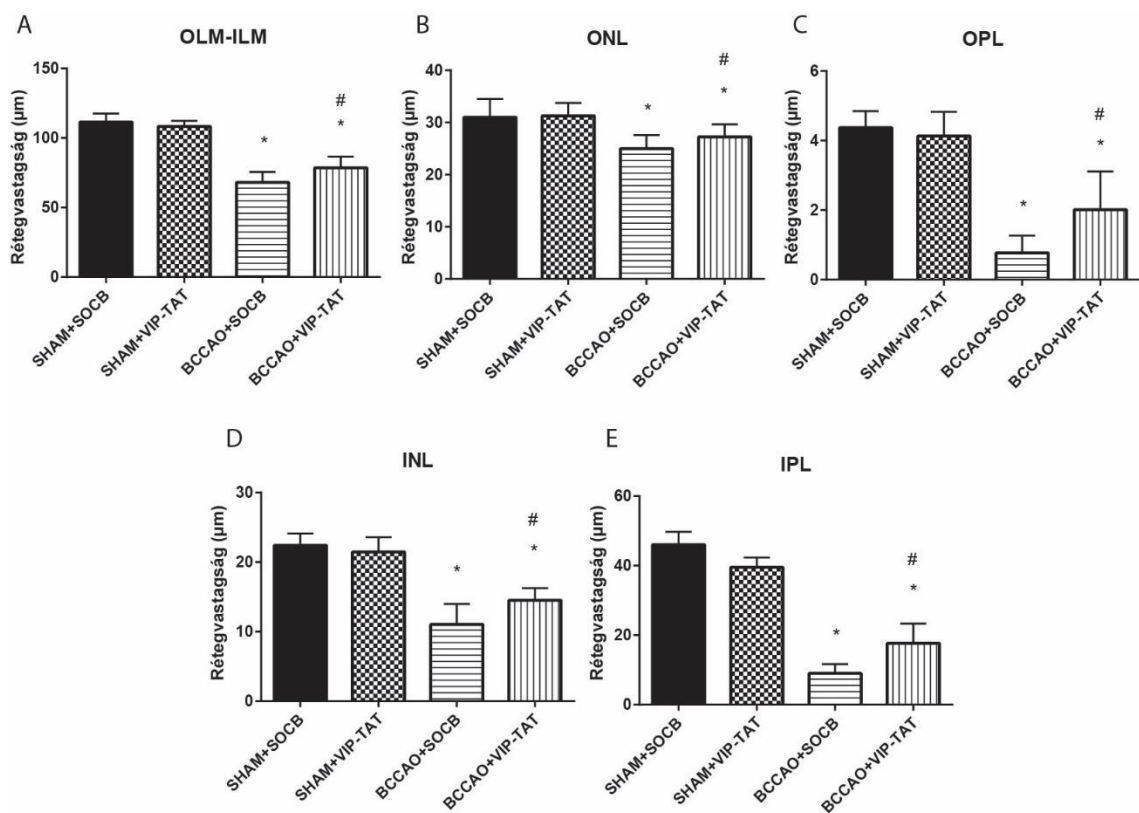 A
OLM-ILM
Rétegvastagság (µm)
150
100
50
0
*
#
*
SHAM+SOCB
SHAM+VIP-TAT
BCCAO+SOCB
BCCAO+VIP-TAT
B
ONL
Rétegvastagság (µm)
40
30
20
10
0
*
#
*
SHAM+SOCB
SHAM+VIP-TAT
BCCAO+SOCB
BCCAO+VIP-TAT
C
OPL
Rétegvastagság (µm)
6
4
2
0
*
#
*
SHAM+SOCB
SHAM+VIP-TAT
BCCAO+SOCB
BCCAO+VIP-TAT
D
INL
Rétegvastagság (µm)
30
20
10
0
*
#
*
SHAM+SOCB
SHAM+VIP-TAT
BCCAO+SOCB
BCCAO+VIP-TAT
E
IPL
Rétegvastagság (µm)
60
40
20
0
*
#
*
SHAM+SOCB
SHAM+VIP-TAT
BCCAO+SOCB
BCCAO+VIP-TAT